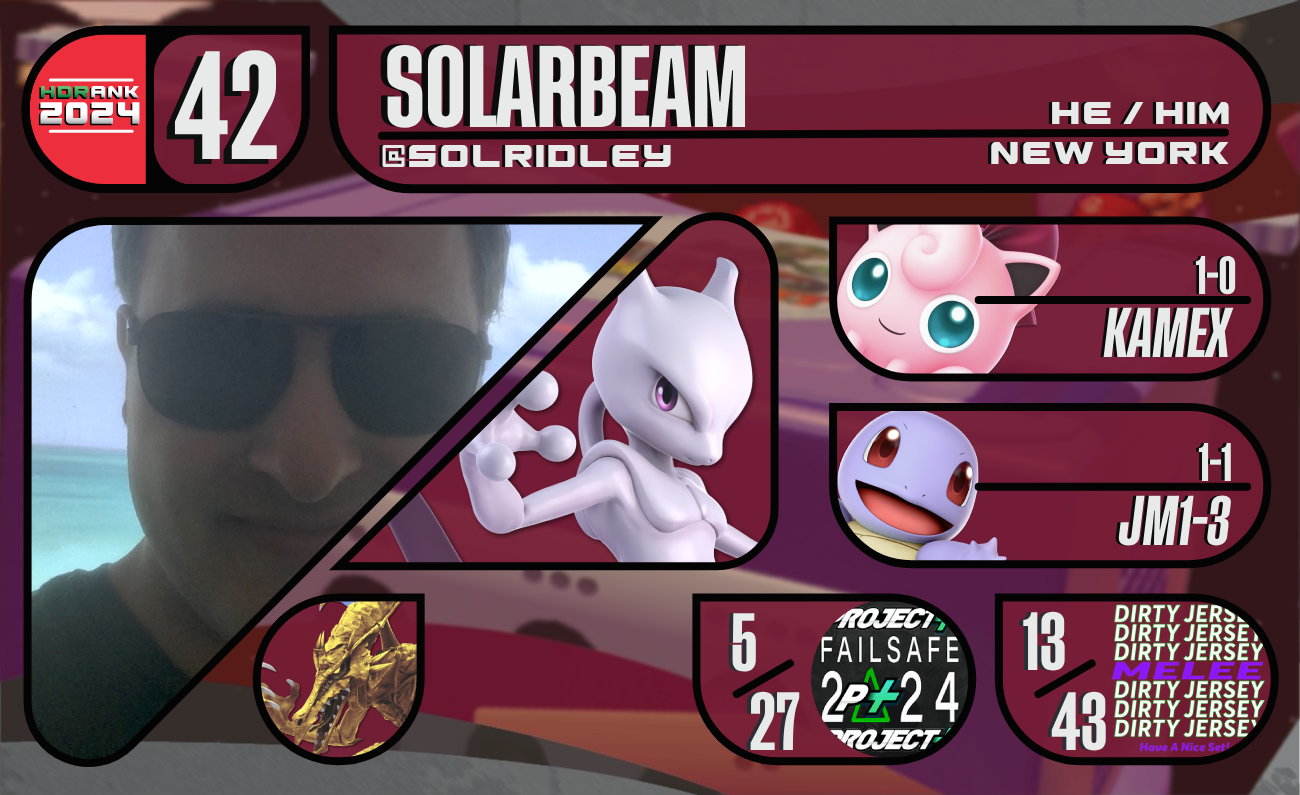 HDRANK
2024
42
SOLARBEAM
@SOLRIDLEY
HE / HIM
NEW YORK
1-0
KAMEX
1-1
JM1-3
5
27
PROJECT+
FAILSAFE
2P+24
PROJECT+
13
43
DIRTY JERSEY
DIRTY JERSEY
DIRTY JERSEY
MELEE
DIRTY JERSEY
DIRTY JERSEY
DIRTY JERSEY
Have A Nice Set!